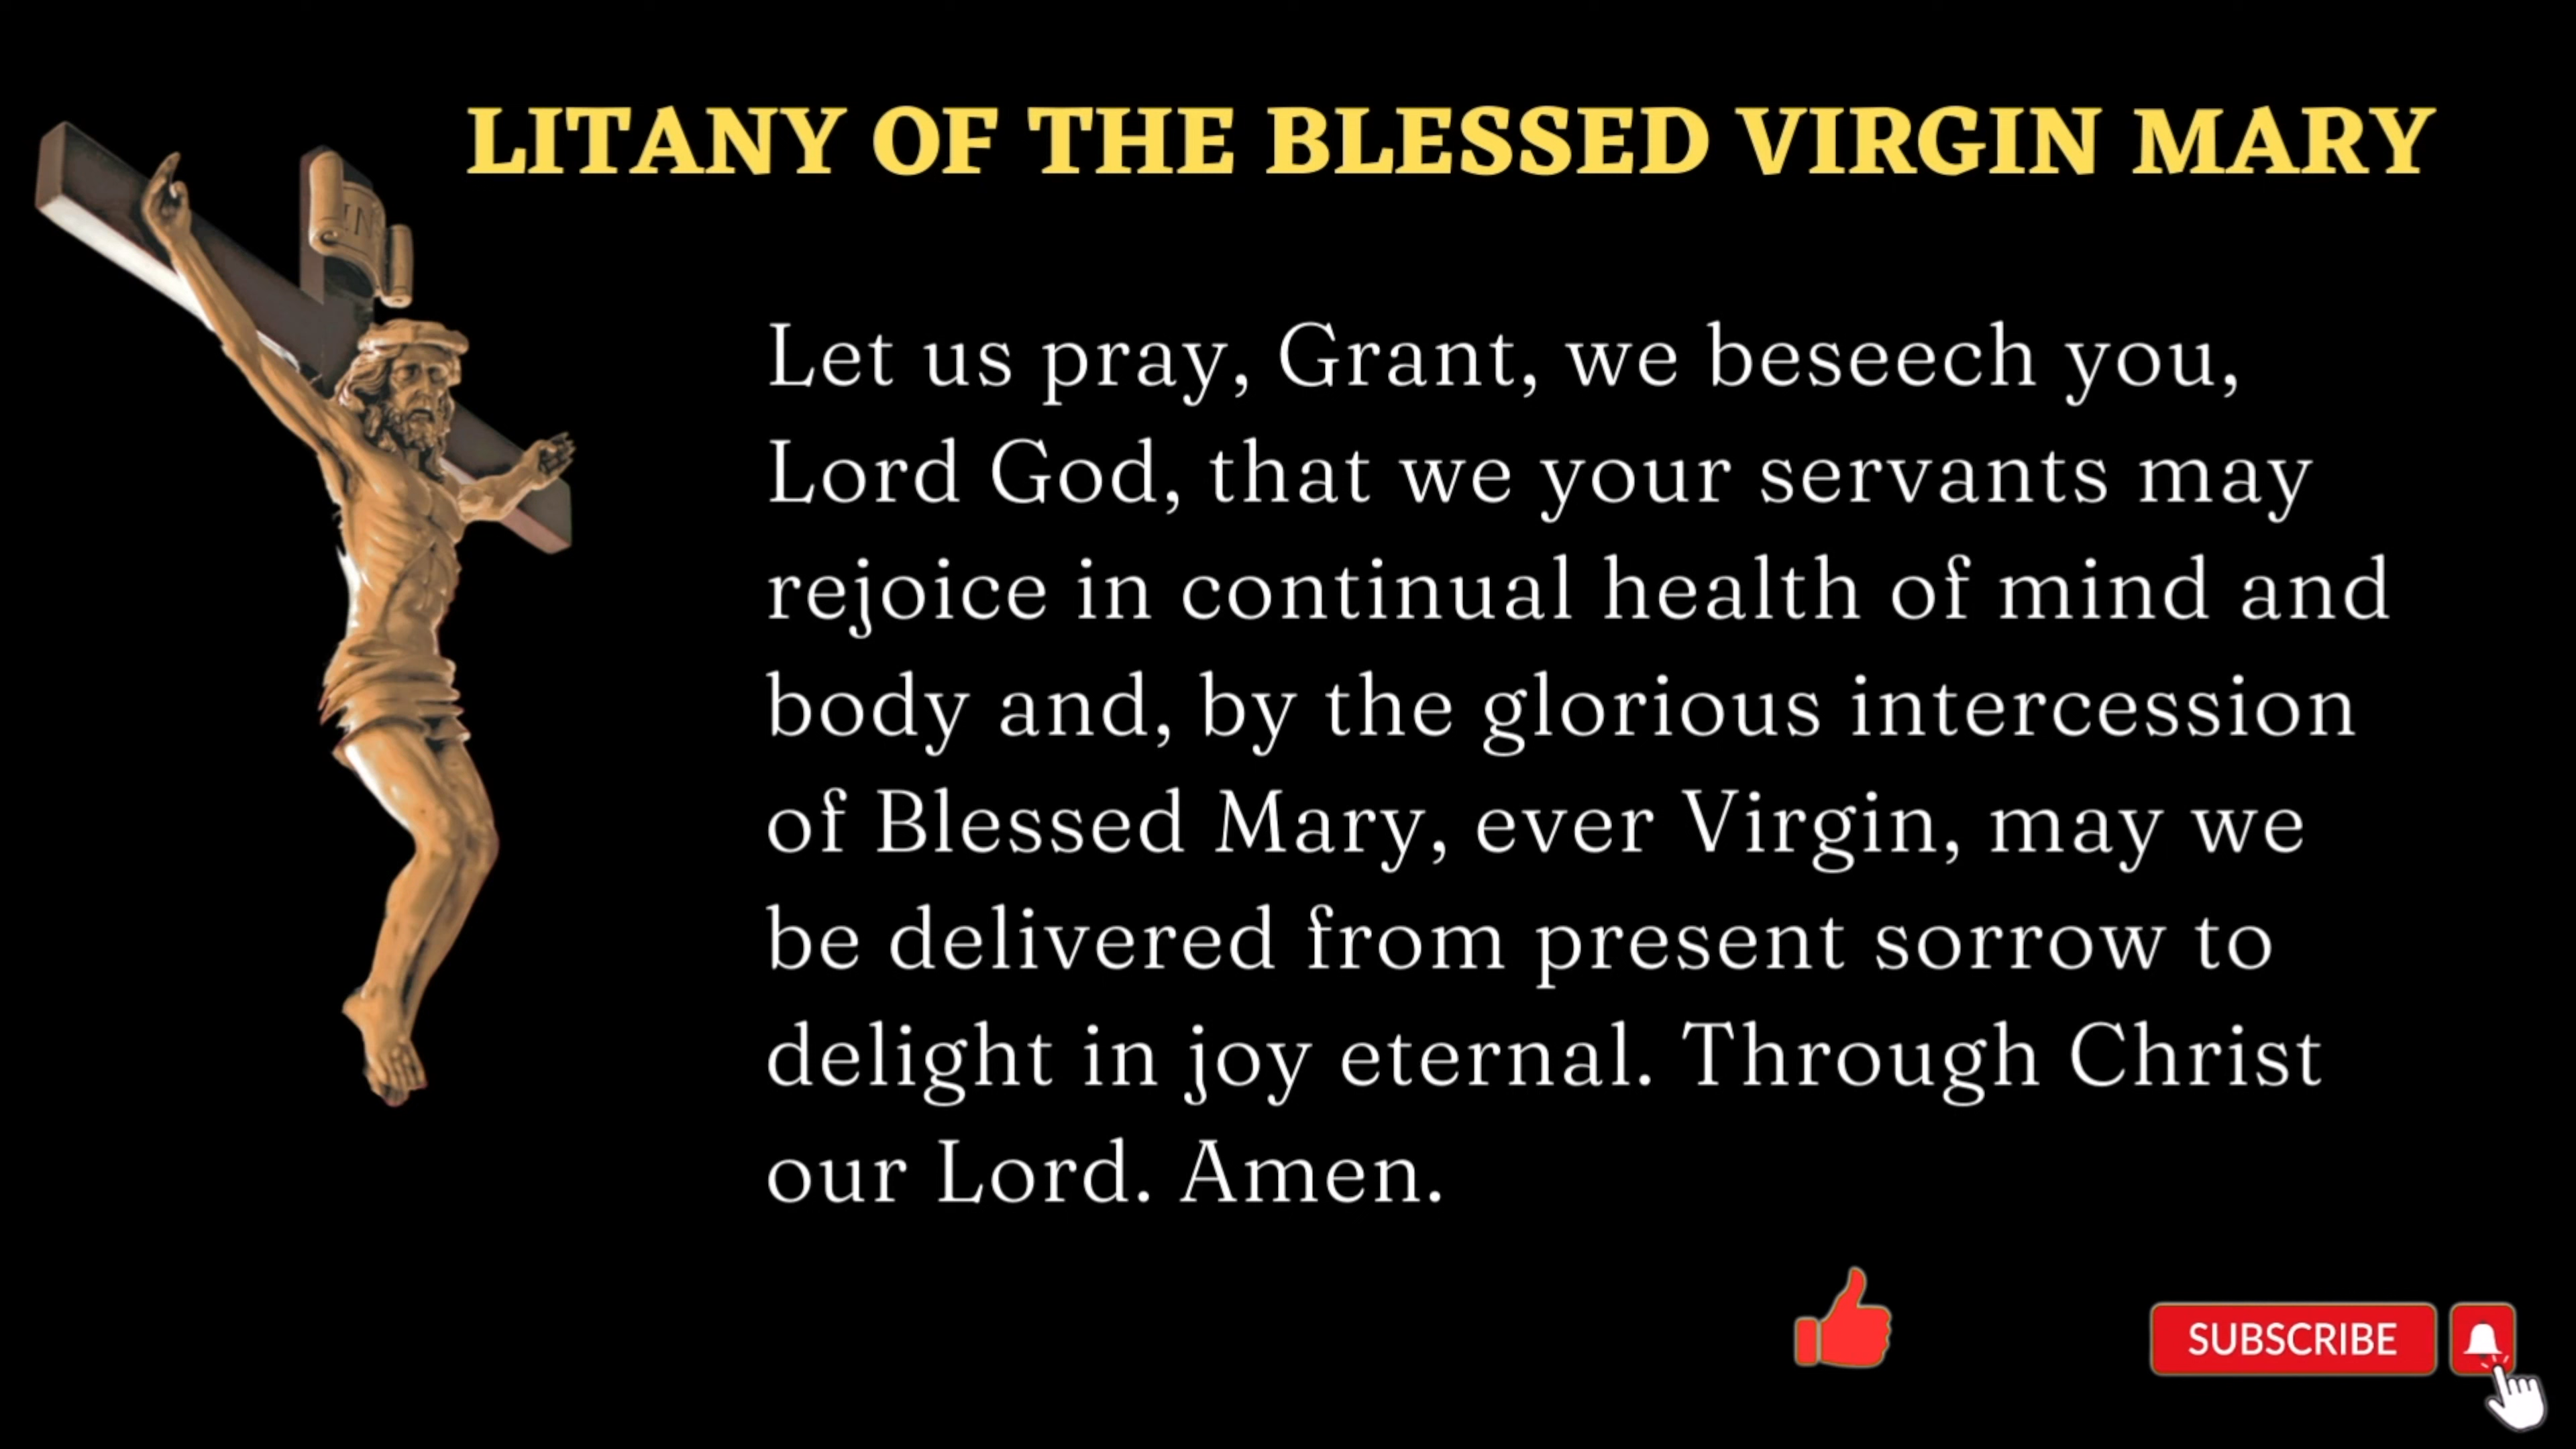 LITANY OF THE BLESSED VIRGIN MARY
Let us pray, Grant, we beseech you,
Lord God, that we your servants may
rejoice in continual health of mind and
body and, by the glorious intercession
of Blessed Mary, ever Virgin, may we
be delivered from present sorrow to
delight in joy eternal. Through Christ
our Lord. Amen.
SUBSCRIBE